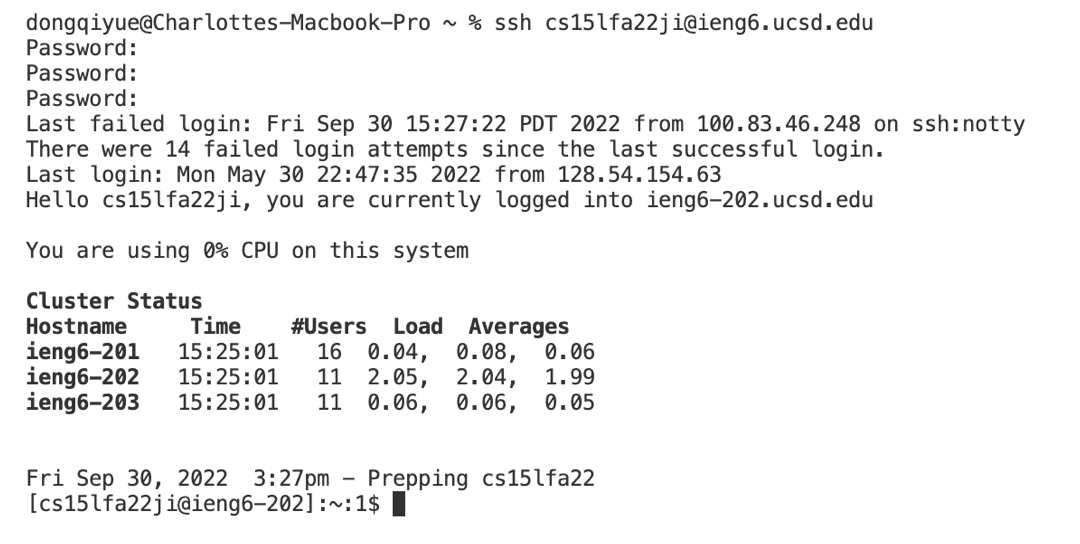 dongqiyue@Charlottes-Macbook-Pro ~ % ssh cs15lfa22ji@ieng6.ucsd.edu
Password:
Password:
Password:
Last failed login: Fri Sep 30 15:27:22 PDT 2022 from 100.83.46.248 on ssh:notty
There were 14 failed login attempts since the last successful login.
Last login: Mon May 30 22:47:35 2022 from 128.54.154.63
Hello cs15lfa22ji, you are currently logged into ieng6-202.ucsd.edu
You are using 0% CPU on this system
Cluster Status
Hostname     Time    #Users  Load  Averages
ieng6-201   15:25:01   16  0.04,  0.08,  0.06
ieng6-202   15:25:01   11  2.05,  2.04,  1.99
ieng6-203   15:25:01   11  0.06,  0.06,  0.05
Fri Sep 30, 2022  3:27pm - Prepping cs15lfa22
[cs15lfa22ji@ieng6-202]:~:1$